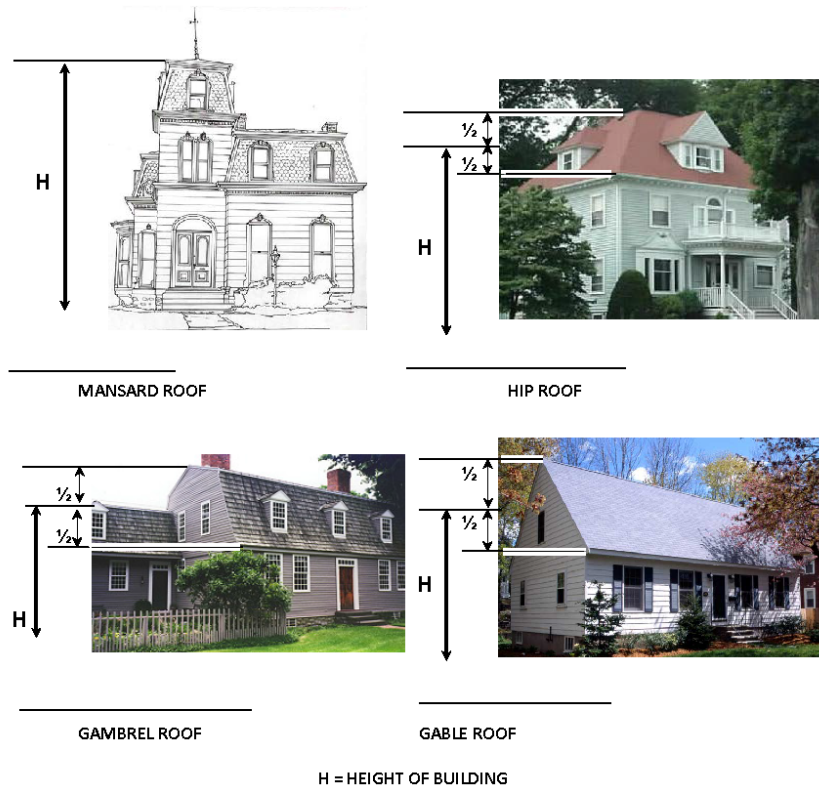 H
½
½
H
MANSARD ROOF
HIP ROOF
½
½
H
½
½
H
GAMBREL ROOF
GABLE ROOF
H = HEIGHT OF BUILDING